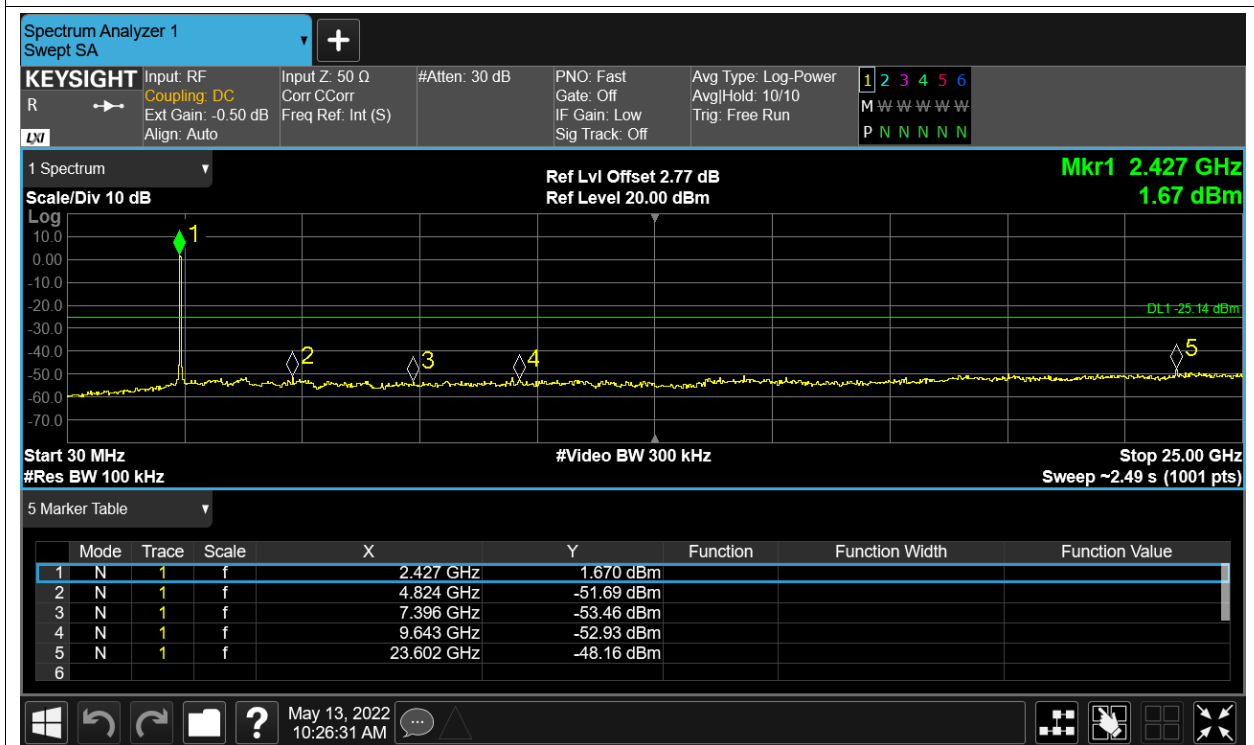 Spectrum Analyzer 1
Swept SA
+
KEYSIGHT Input: RF Input Z: 50 Ω #Atten: 30 dB PNO: Fast Avg Type: Log-Power 1 2 3 4 5 6
R Coupling: DC Corr CCorr Gate: Off Avg|Hold: 10/10 M W W W W W W
Ext Gain: -0.50 dB Freq Ref: Int (S) IF Gain: Low Trig: Free Run
LXI Align: Auto Sig Track: Off P N N N N N N
1 Spectrum Ref Lvl Offset 2.77 dB Mkr1 2.427 GHz
Scale/Div 10 dB Ref Level 20.00 dBm 1.67 dBm
Log
10.0 1
0.00
-10.0
-20.0 DL1 -25.14 dBm
-30.0
-40.0 2 3 4 5
-50.0
-60.0
-70.0
Start 30 MHz #Video BW 300 kHz Stop 25.00 GHz
#Res BW 100 kHz Sweep ~2.49 s (1001 pts)
5 Marker Table
Mode Trace Scale X Y Function Function Width Function Value
1 N 1 f 2.427 GHz 1.670 dBm
2 N 1 f 4.824 GHz -51.69 dBm
3 N 1 f 7.396 GHz -53.46 dBm
4 N 1 f 9.643 GHz -52.93 dBm
5 N 1 f 23.602 GHz -48.16 dBm
6
? May 13, 2022
10:26:31 AM